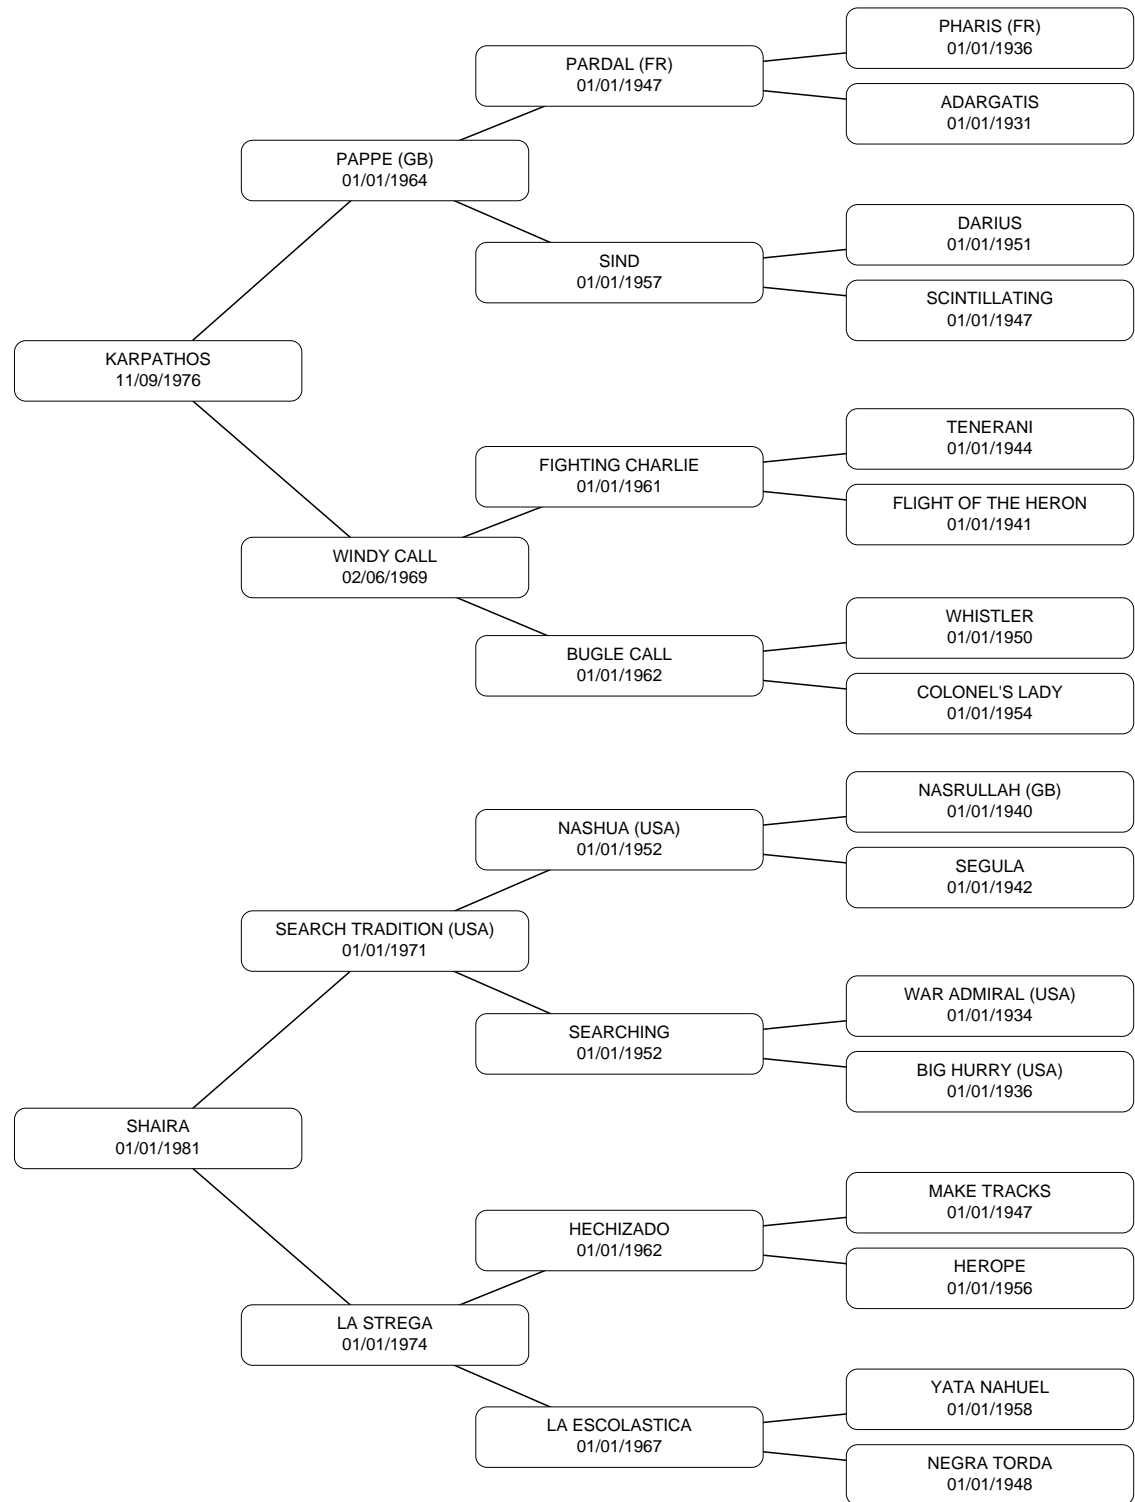 PHARIS (FR)
01/01/1936
PARDAL (FR)
01/01/1947
ADARGATIS
01/01/1931
PAPPE (GB)
01/01/1964
DARIUS
01/01/1951
SIND
01/01/1957
SCINTILLATING
01/01/1947
KARPATHOS
11/09/1976
TENERANI
01/01/1944
FIGHTING CHARLIE
01/01/1961
FLIGHT OF THE HERON
01/01/1941
WINDY CALL
02/06/1969
WHISTLER
01/01/1950
BUGLE CALL
01/01/1962
COLONEL'S LADY
01/01/1954
NASRULLAH (GB)
01/01/1940
NASHUA (USA)
01/01/1952
SEGULA
01/01/1942
SEARCH TRADITION (USA)
01/01/1971
WAR ADMIRAL (USA)
01/01/1934
SEARCHING
01/01/1952
BIG HURRY (USA)
01/01/1936
SHAIRA
01/01/1981
MAKE TRACKS
01/01/1947
HECHIZADO
01/01/1962
HEROPE
01/01/1956
LA STREGA
01/01/1974
YATA NAHUEL
01/01/1958
LA ESCOLASTICA
01/01/1967
NEGRA TORDA
01/01/1948